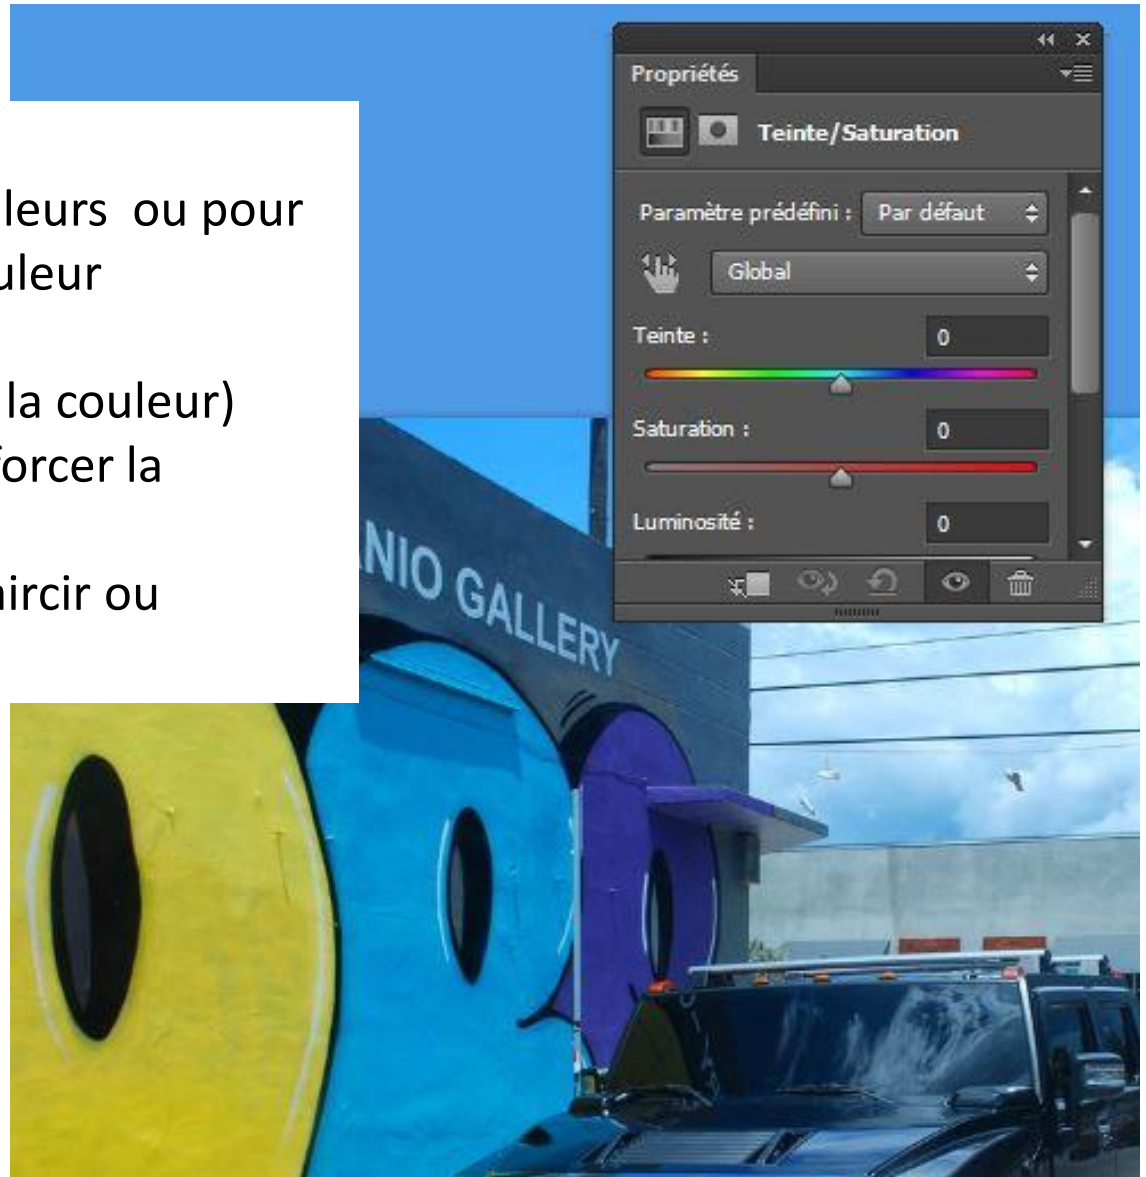 leurs ou pour
uleur
la couleur)
forcer la
ircir ou
Propriétés
Teinte/Saturation
Paramètre prédéfini : Par défaut
Global
Teinte : 0
Saturation : 0
Luminosité : 0
NIO GALLERY